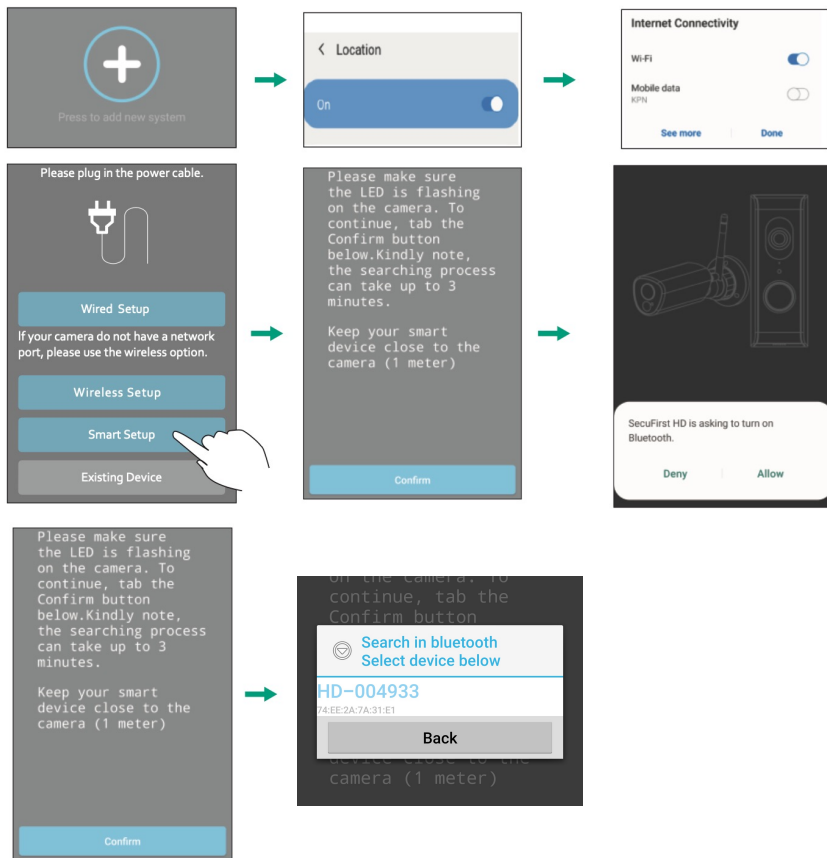 Press to add new system
Location
On
Internet Connectivity
Wi-Fi
Mobile data
KPN
See more
Done
Please plug in the power cable.
Wired Setup
If your camera do not have a network
port, please use the wireless option.
Wireless Setup
Smart Setup
Existing Device
Please make sure
the LED is flashing
on the camera. To
continue, tab the
Confirm button
below.Kindly note,
the searching process
can take up to 3
minutes.
Keep your smart
device close to the
camera (1 meter)
Confirm
SecuFirst HD is asking to turn on
Bluetooth.
Deny
Allow
Please make sure
the LED is flashing
on the camera. To
continue, tab the
Confirm button
below.Kindly note,
the searching process
can take up to 3
minutes.
Keep your smart
device close to the
camera (1 meter)
Confirm
on the camera. To
continue, tab the
Confirm button
Search in bluetooth
Select device below
HD-004933
74:EE:2A:7A:31:E1
Back
device close to the
camera (1 meter)